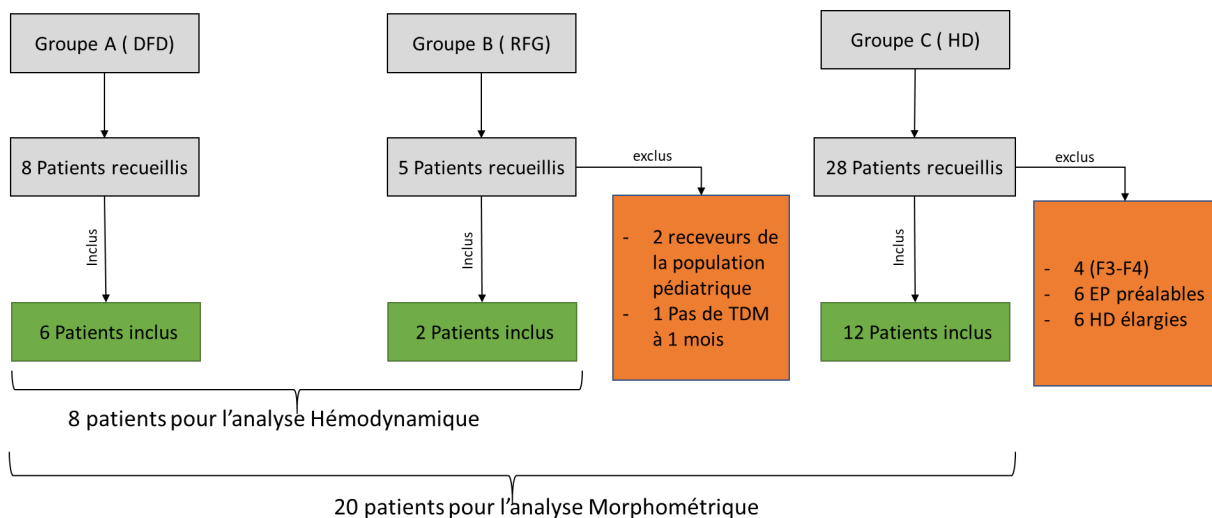 Groupe A ( DFD)
Groupe B ( RFG)
Groupe C ( HD)
8 Patients recueillis
5 Patients recueillis
exclus
28 Patients recueillis
exclus
Inclus
Inclus
Inclus
- 2 receveurs de
la population
pédiatrique
- 1 Pas de TDM
à 1 mois
- 4 (F3-F4)
- 6 EP préalables
- 6 HD élargies
6 Patients inclus
2 Patients inclus
12 Patients inclus
8 patients pour l'analyse Hémodynamique
20 patients pour l'analyse Morphométrique